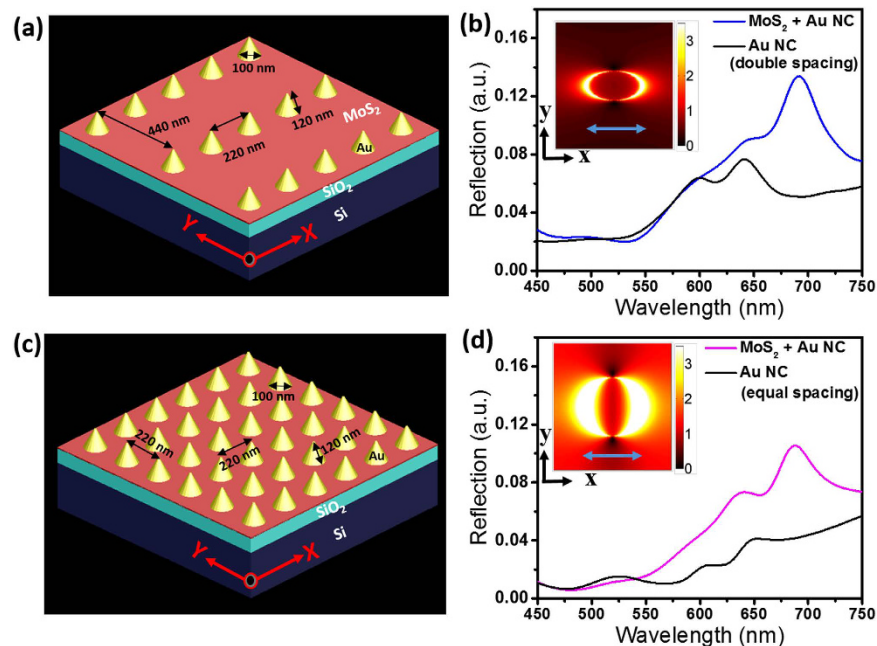 (a)
100 nm
440 nm
220 nm
120 nm
MoS₂
Au
SiO₂
Si
Y
X
(b)
0.16
0.12
0.08
0.04
0.00
Reflection (a.u.)
450 500 550 600 650 700 750
Wavelength (nm)
MoS₂ + Au NC
Au NC
(double spacing)
3
2
1
0
y
x
(c)
100 nm
220 nm
220 nm
120 nm
Au
SiO₂
Si
Y
X
(d)
0.16
0.12
0.08
0.04
0.00
Reflection (a.u.)
450 500 550 600 650 700 750
Wavelength (nm)
MoS₂ + Au NC
Au NC
(equal spacing)
3
2
1
0
y
x